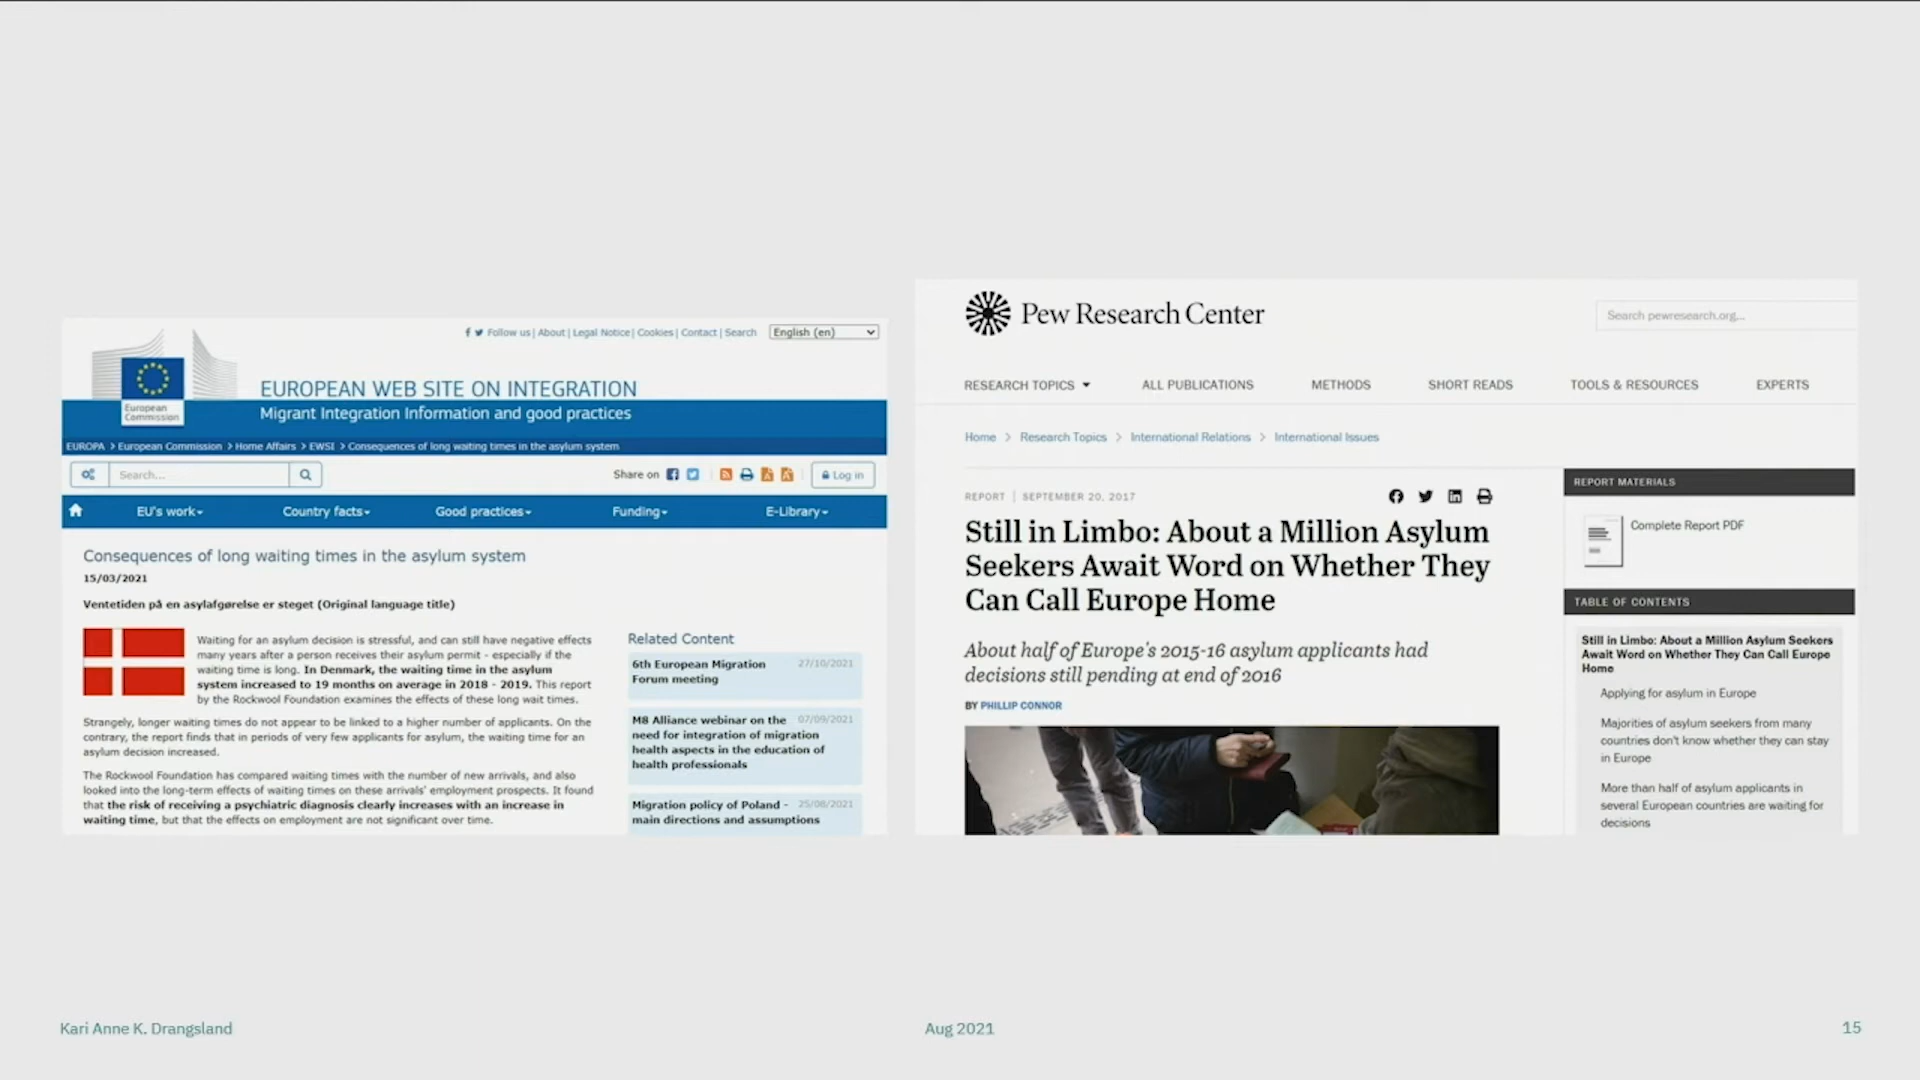 Follow us | About | Legal Notice | Cookies | Contact | Search
English (en)
European
Commission
EUROPEAN WEB SITE ON INTEGRATION
Migrant Integration Information and good practices
EUROPA > European Commission > Home Affairs > EWSI > Consequences of long waiting times in the asylum system
Search...
Share on
Log in
EU's work
Country facts
Good practices
Funding
E-Library
Consequences of long waiting times in the asylum system
15/03/2021
Ventetiden på en asylafgørelse er steget (Original language title)
Waiting for an asylum decision is stressful, and can still have negative effects
many years after a person receives their asylum permit - especially if the
waiting time is long. In Denmark, the waiting time in the asylum
system increased to 19 months on average in 2018 - 2019. This report
by the Rockwool Foundation examines the effects of these long wait times.
Strangely, longer waiting times do not appear to be linked to a higher number of applicants. On the
contrary, the report finds that in periods of very few applicants for asylum, the waiting time for an
asylum decision increased.
The Rockwool Foundation has compared waiting times with the number of new arrivals, and also
looked into the long-term effects of waiting times on these arrivals' employment prospects. It found
that the risk of receiving a psychiatric diagnosis clearly increases with an increase in
waiting time, but that the effects on employment are not significant over time.
Related Content
6th European Migration 27/10/2021
Forum meeting
M8 Alliance webinar on the 07/09/2021
need for integration of migration
health aspects in the education of
health professionals
Migration policy of Poland - 25/08/2021
main directions and assumptions
Pew Research Center
Search pewresearch.org...
RESEARCH TOPICS
ALL PUBLICATIONS
METHODS
SHORT READS
TOOLS & RESOURCES
EXPERTS
Home > Research Topics > International Relations > International Issues
REPORT | SEPTEMBER 20, 2017
Still in Limbo: About a Million Asylum
Seekers Await Word on Whether They
Can Call Europe Home
About half of Europe's 2015-16 asylum applicants had
decisions still pending at end of 2016
BY PHILLIP CONNOR
REPORT MATERIALS
Complete Report PDF
TABLE OF CONTENTS
Still in Limbo: About a Million Asylum Seekers
Await Word on Whether They Can Call Europe
Home
Applying for asylum in Europe
Majorities of asylum seekers from many
countries don't know whether they can stay
in Europe
More than half of asylum applicants in
several European countries are waiting for
decisions
Kari Anne K. Drangsland
Aug 2021
15